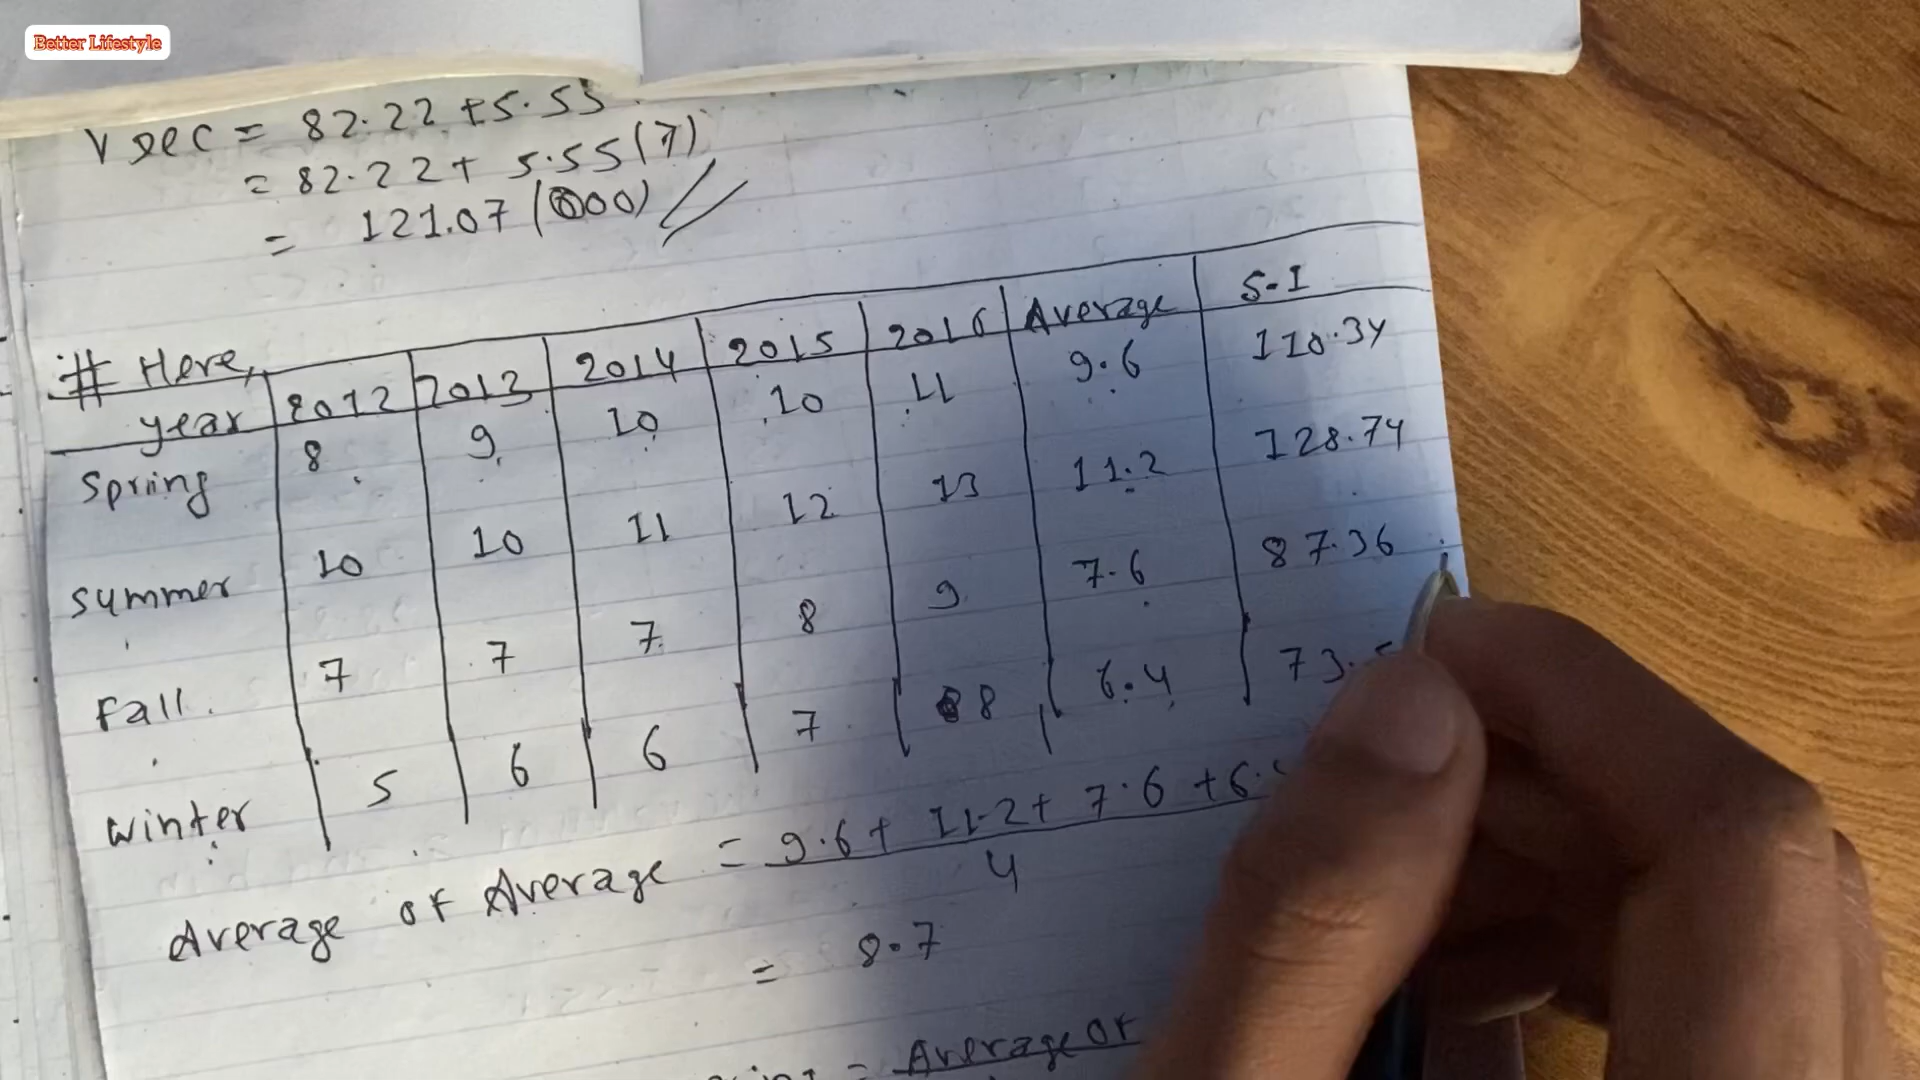 Better Lifestyle
Y Dec = 82.22 + 5.55
= 82.22 + 5.55 (7)
= 121.07 (000)
# Here,
year 2012 2013 2014 2015 2016 Average S.I
Spring 8 9 10 10 11 9.6 110.34
Summer 10 10 11 12 13 11.2 128.74
Fall. 7 7 7 8 9 7.6 87.36
Winter 5 6 6 7 8 6.4 73.
Average of Average = 9.6 + 11.2 + 7.6 + 6.
4
= 8.7
= Average of